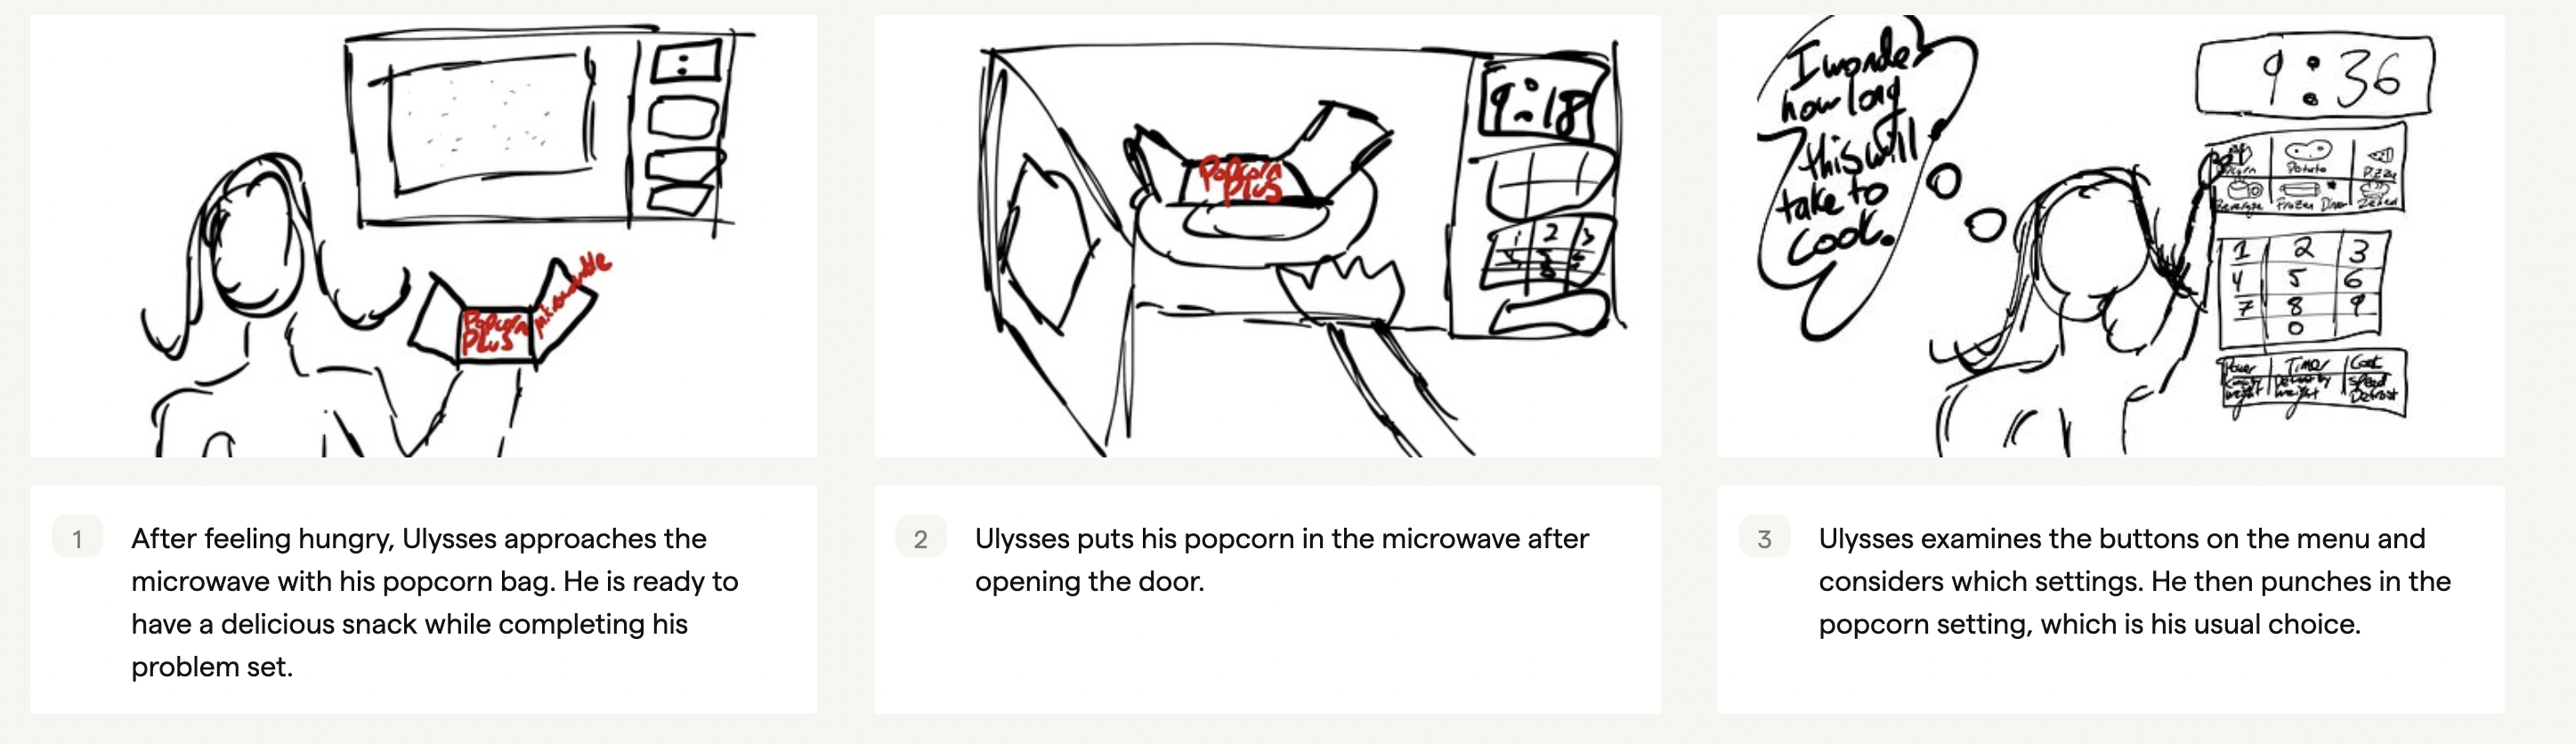 :
Popcorn
PLUS
9:18
Popcorn
PLUS
1 2 3
I wonder
how long
this will
take to
cook.
9:36
Potato Pizza
Beverage Frozen Dinner
1 2 3
4 5 6
7 8 9
0
Power Timer Cook
Speed
Defrost
1
After feeling hungry, Ulysses approaches the
microwave with his popcorn bag. He is ready to
have a delicious snack while completing his
problem set.
2
Ulysses puts his popcorn in the microwave after
opening the door.
3
Ulysses examines the buttons on the menu and
considers which settings. He then punches in the
popcorn setting, which is his usual choice.